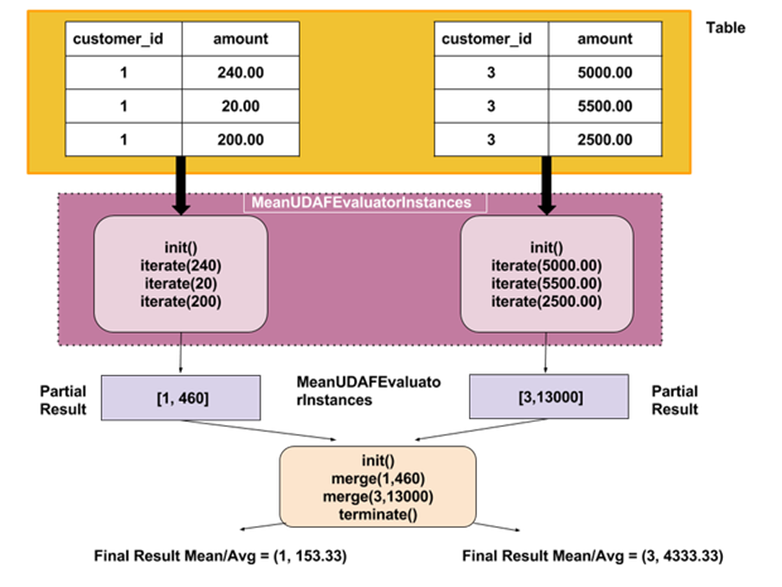 Table
customer_id amount
1 240.00
1 20.00
1 200.00
customer_id amount
3 5000.00
3 5500.00
3 2500.00
MeanUDAFEvaluatorInstances
init()
iterate(240)
iterate(20)
iterate(200)
init()
iterate(5000.00)
iterate(5500.00)
iterate(2500.00)
Partial
Result
[1, 460]
MeanUDAFEvaluato
rInstances
[3,13000]
Partial
Result
init()
merge(1,460)
merge(3,13000)
terminate()
Final Result Mean/Avg = (1, 153.33)
Final Result Mean/Avg = (3, 4333.33)